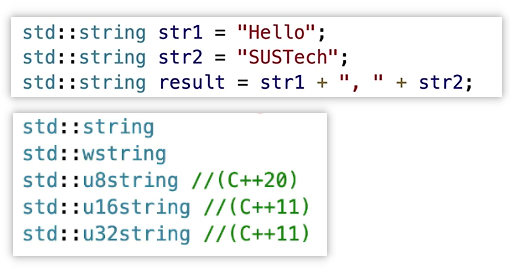 std::string str1 = "Hello";
std::string str2 = "SUSTech";
std::string result = str1 + ", " + str2;
std::string
std::wstring
std::u8string //(C++20)
std::u16string //(C++11)
std::u32string //(C++11)